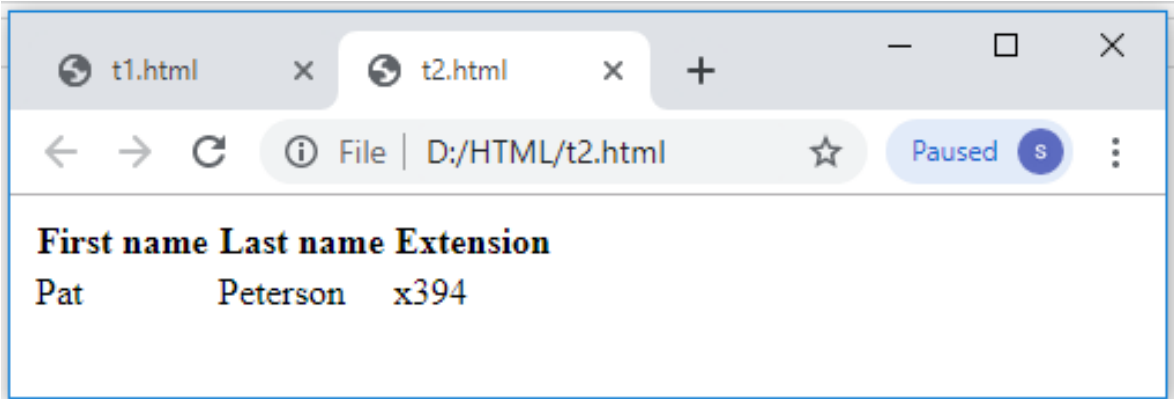 t1.html t2.html
File D:/HTML/t2.html Paused s
First name Last name Extension
Pat Peterson x394